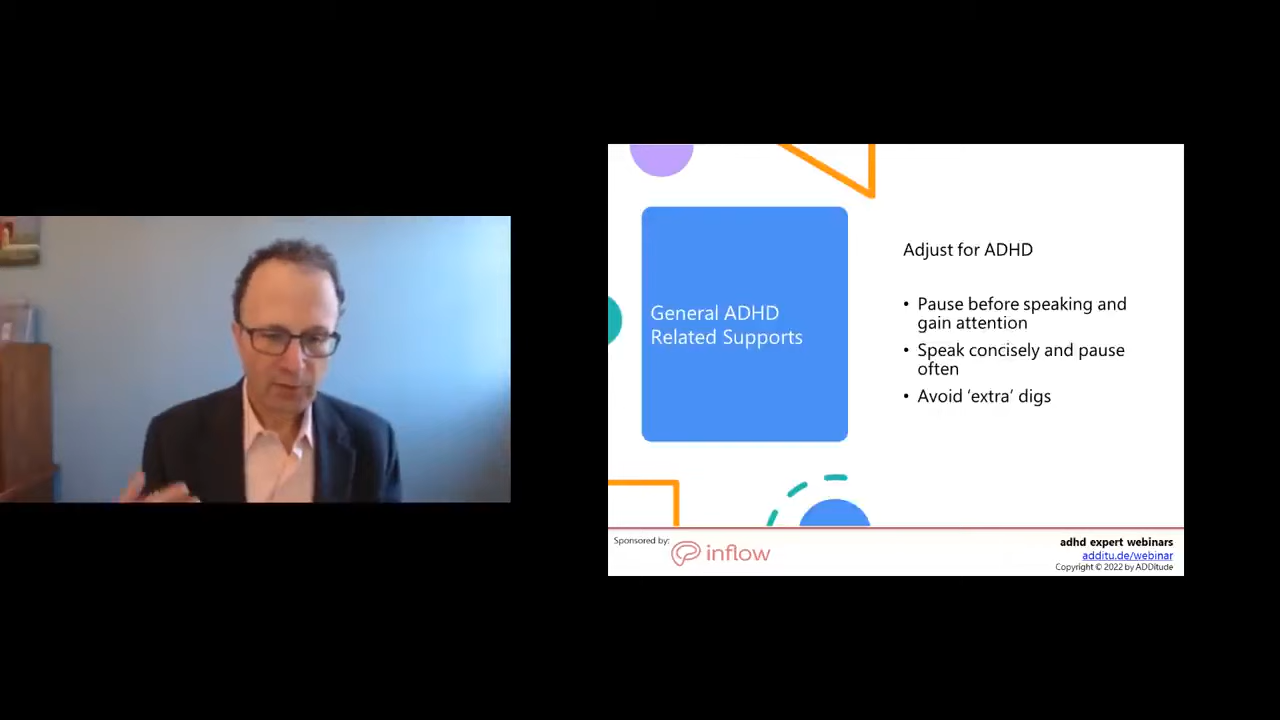 General ADHD
Related Supports
Adjust for ADHD
• Pause before speaking and
gain attention
• Speak concisely and pause
often
• Avoid ‘extra’ digs
Sponsored by:
inflow
adhd expert webinars
additu.de/webinar
Copyright © 2022 by ADDitude